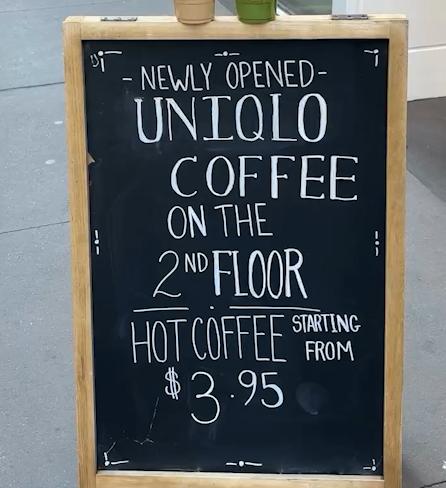 - NEWLY OPENED -
UNIQLO
COFFEE
ON THE
2ND FLOOR
HOT COFFEE STARTING FROM
$3.95